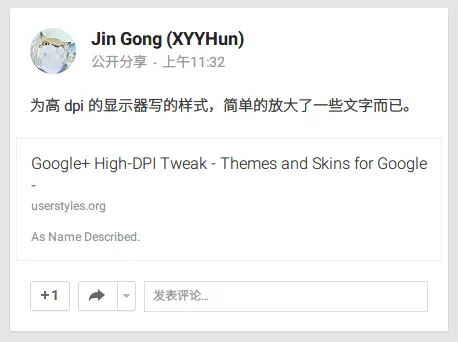 Jin Gong (XYYHun)
公开分享 - 上午11:32
为高 dpi 的显示器写的样式，简单的放大了一些文字而已。
Google+ High-DPI Tweak - Themes and Skins for Google
-
userstyles.org
As Name Described.
+1 发表评论...